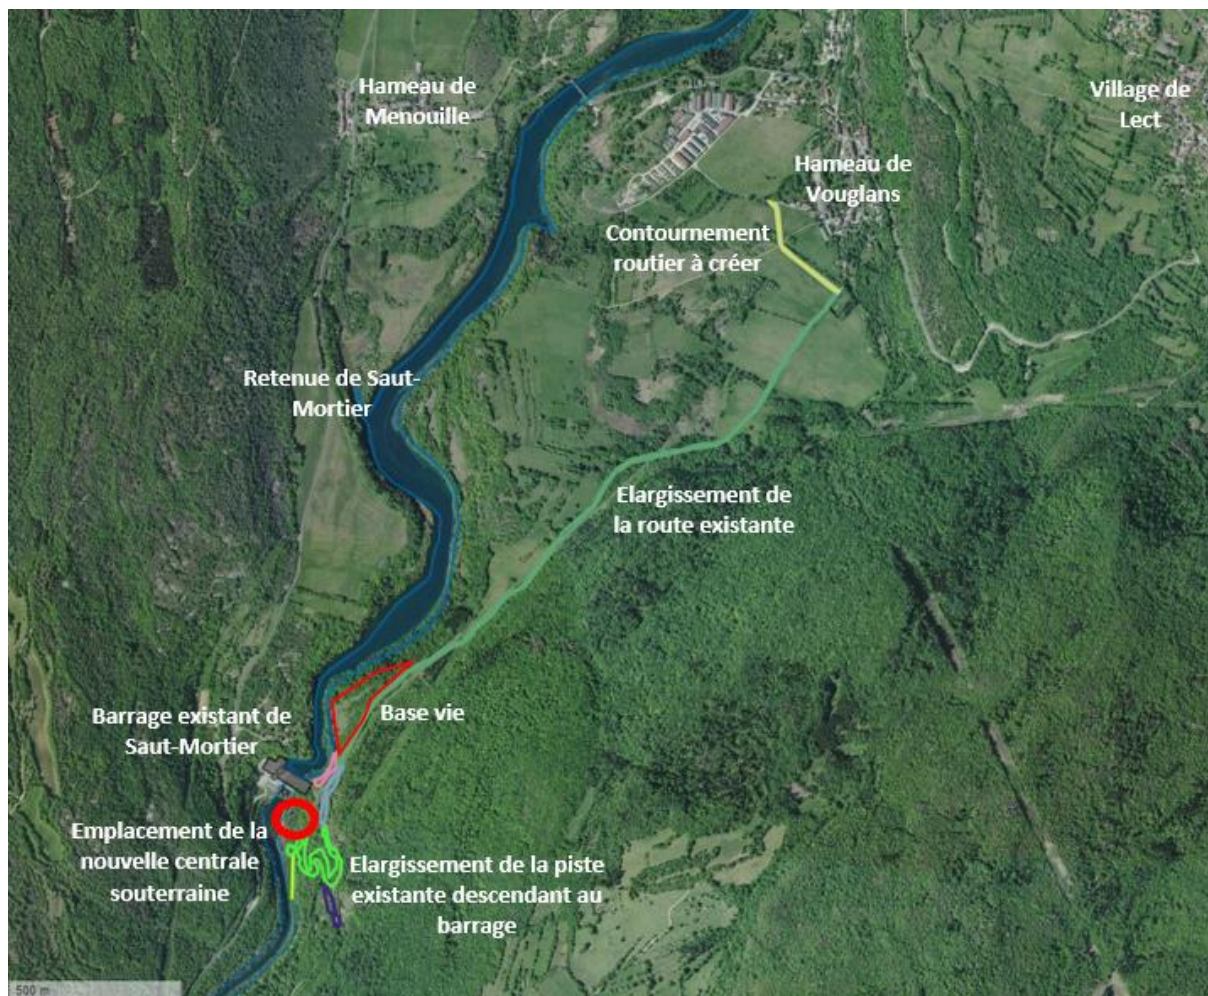 Hameau de
Menouille
Village de
Lect
Hameau de
Vouglans
Contournement
routier à créer
Retenue de Saut-
Mortier
Elargissement de
la route existante
Base vie
Barrage existant de
Saut-Mortier
Emplacement de la
nouvelle centrale
souterraine
Elargissement de la piste
existante descendant au
barrage
500 m